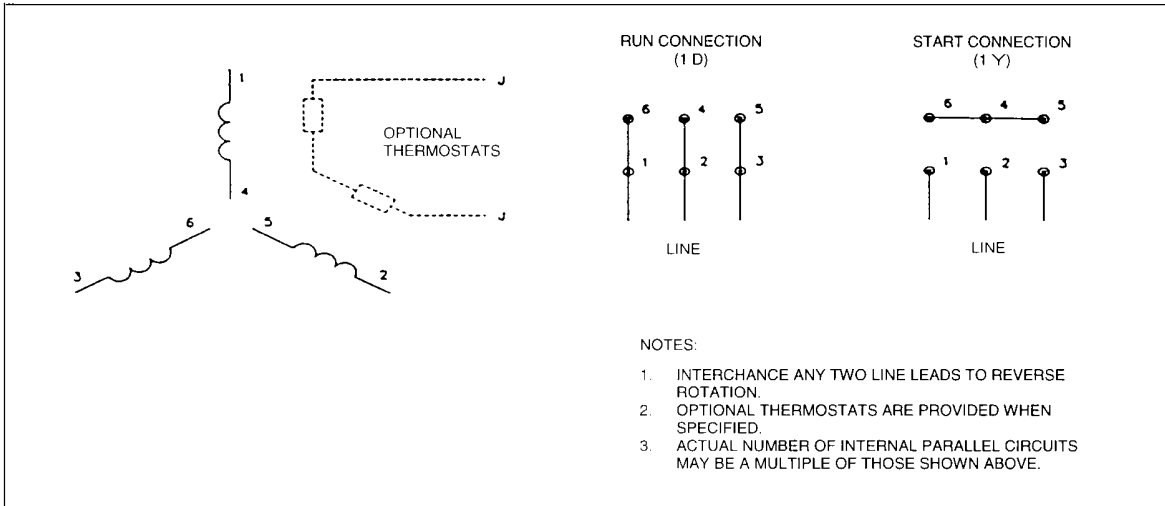 1
J
OPTIONAL
THERMOSTATS
4
J
6
5
3
2
RUN CONNECTION
(1 D)
6 4 5
1 2 3
LINE
START CONNECTION
(1 Y)
6 4 5
1 2 3
LINE
NOTES:
1. INTERCHANCE ANY TWO LINE LEADS TO REVERSE
ROTATION.
2. OPTIONAL THERMOSTATS ARE PROVIDED WHEN
SPECIFIED.
3. ACTUAL NUMBER OF INTERNAL PARALLEL CIRCUITS
MAY BE A MULTIPLE OF THOSE SHOWN ABOVE.